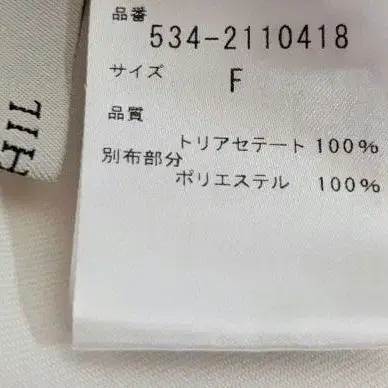 品番
534-2110418
サイズ F
品質
トリアセテート 100%
別布部分
ポリエステル 100%
HIL